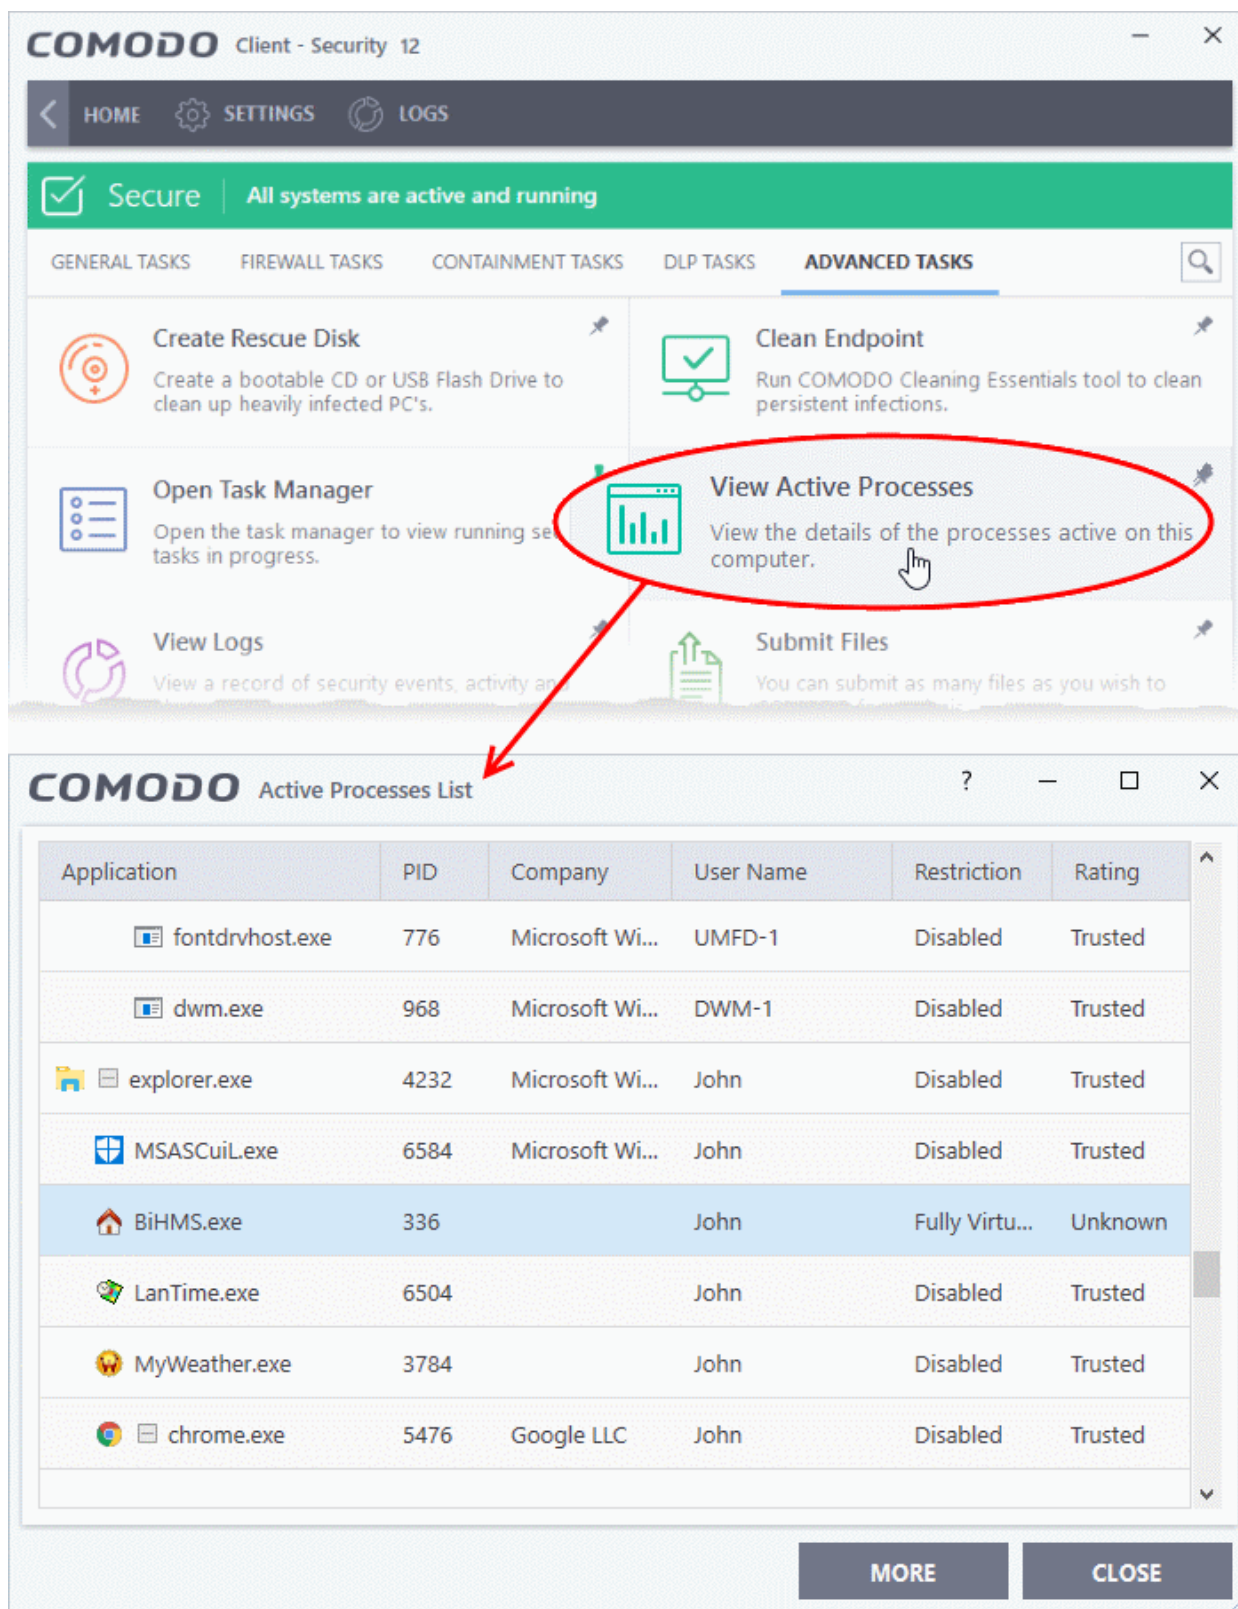 COMODO Client - Security 12
HOME SETTINGS LOGS
Secure All systems are active and running
GENERAL TASKS FIREWALL TASKS CONTAINMENT TASKS DLP TASKS ADVANCED TASKS
Create Rescue Disk
Create a bootable CD or USB Flash Drive to
clean up heavily infected PC's.
Clean Endpoint
Run COMODO Cleaning Essentials tool to clean
persistent infections.
Open Task Manager
Open the task manager to view running se
tasks in progress.
View Active Processes
View the details of the processes active on this
computer.
View Logs
View a record of security events, activity and
Submit Files
You can submit as many files as you wish to
COMODO Active Processes List ?
Application PID Company User Name Restriction Rating
fontdrvhost.exe 776 Microsoft Wi... UMFD-1 Disabled Trusted
dwm.exe 968 Microsoft Wi... DWM-1 Disabled Trusted
explorer.exe 4232 Microsoft Wi... John Disabled Trusted
MSASCuiL.exe 6584 Microsoft Wi... John Disabled Trusted
BiHMS.exe 336 John Fully Virtu... Unknown
LanTime.exe 6504 John Disabled Trusted
MyWeather.exe 3784 John Disabled Trusted
chrome.exe 5476 Google LLC John Disabled Trusted
MORE CLOSE